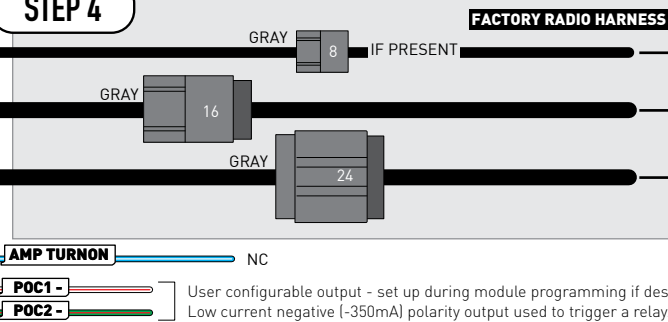 STEP 4
FACTORY RADIO HARNESS
GRAY
8
IF PRESENT
GRAY
16
GRAY
24
AMP TURNON
NC
POC1 -
User configurable output - set up during module programming if des
POC2 -
Low current negative (-350mA) polarity output used to trigger a relay